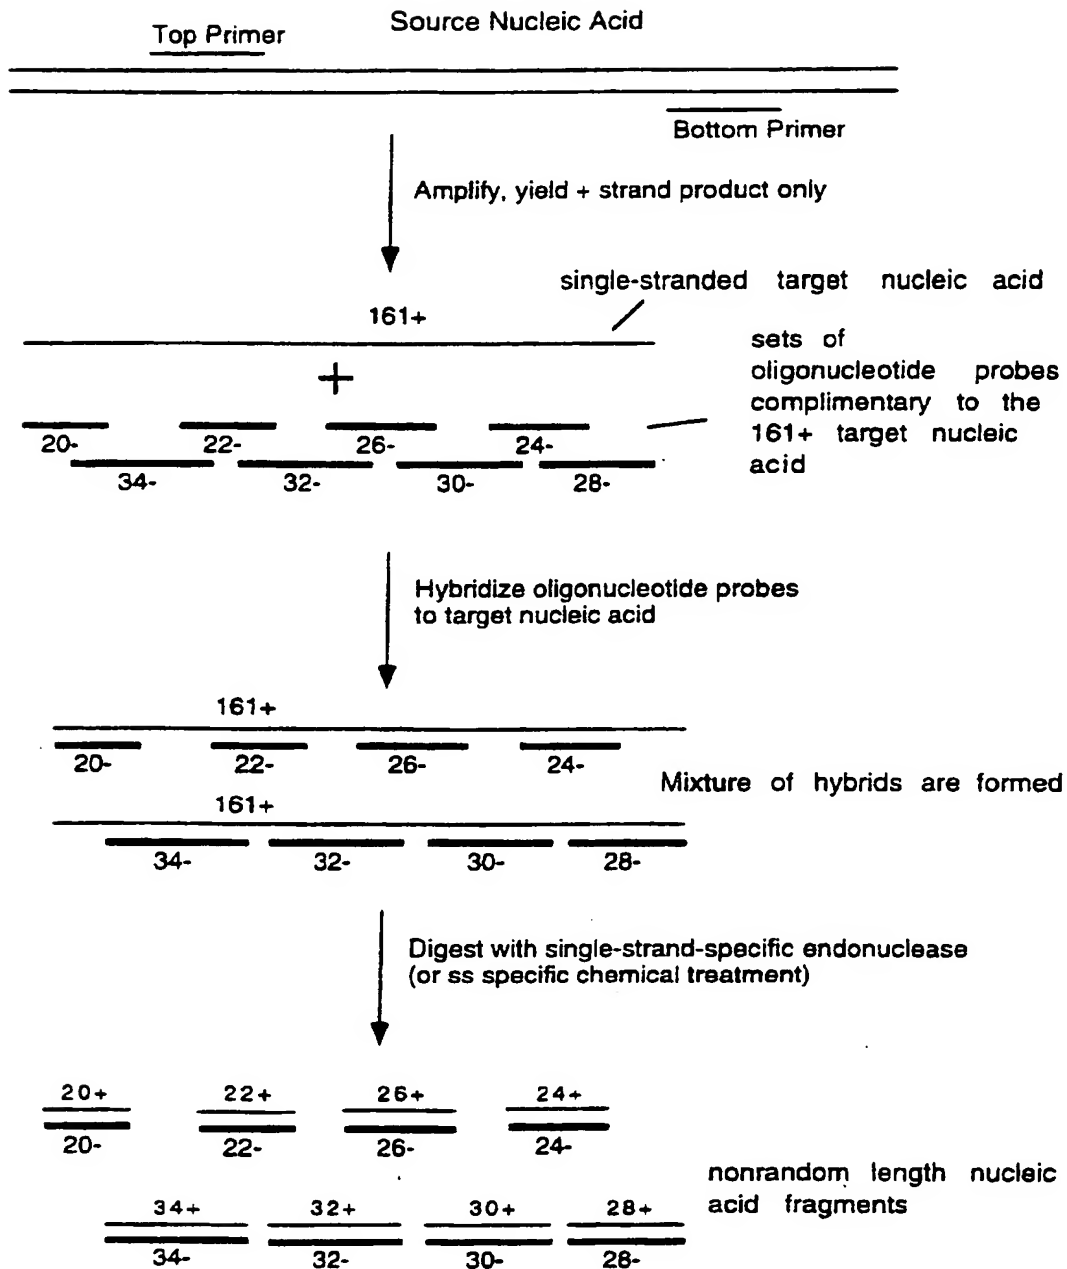 Source Nucleic Acid
Top Primer
Bottom Primer
Amplify, yield + strand product only
single-stranded target nucleic acid
161+
+
sets of
oligonucleotide probes
complimentary to the
161+ target nucleic
acid
20- 22- 26- 24-
34- 32- 30- 28-
Hybridize oligonucleotide probes
to target nucleic acid
161+
20- 22- 26- 24-
Mixture of hybrids are formed
161+
34- 32- 30- 28-
Digest with single-strand-specific endonuclease
(or ss specific chemical treatment)
20+ 22+ 26+ 24+
20- 22- 26- 24-
nonrandom length nucleic
acid fragments
34+ 32+ 30+ 28+
34- 32- 30- 28-